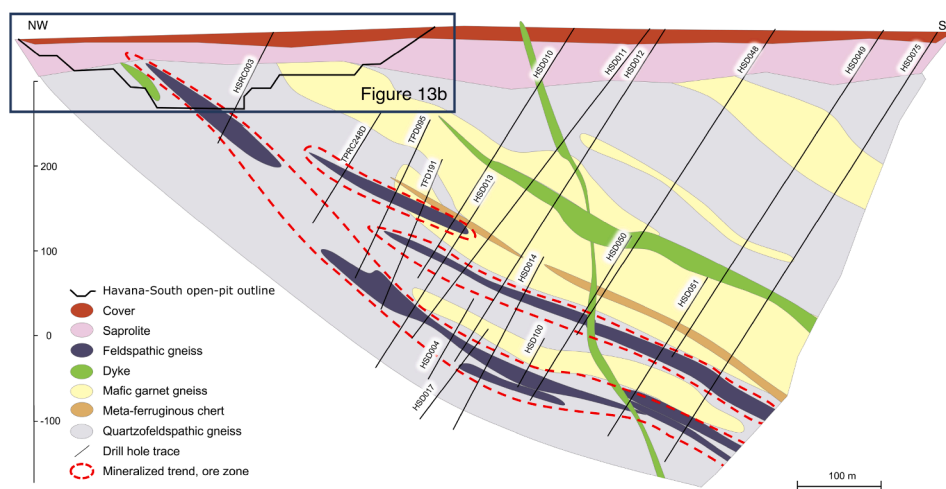 NW
S
HSRC003
HSD010
HSD011
HSD012
HSD048
HSD049
HSD075
Figure 13b
TPRC248D
TPD095
TFD191
HSD013
HSD014
HSD050
HSD051
HSD004
HSD100
HSD017
200
100
0
-100
Havana-South open-pit outline
Cover
Saprolite
Feldspathic gneiss
Dyke
Mafic garnet gneiss
Meta-ferruginous chert
Quartzofeldspathic gneiss
Drill hole trace
Mineralized trend, ore zone
100 m